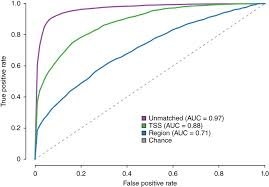 1.0
0.8
0.6
0.4
0.2
0
True positive rate
Unmatched (AUC = 0.97)
TSS (AUC = 0.88)
Region (AUC = 0.71)
Chance
0 0.2 0.4 0.6 0.8 1.0
False positive rate